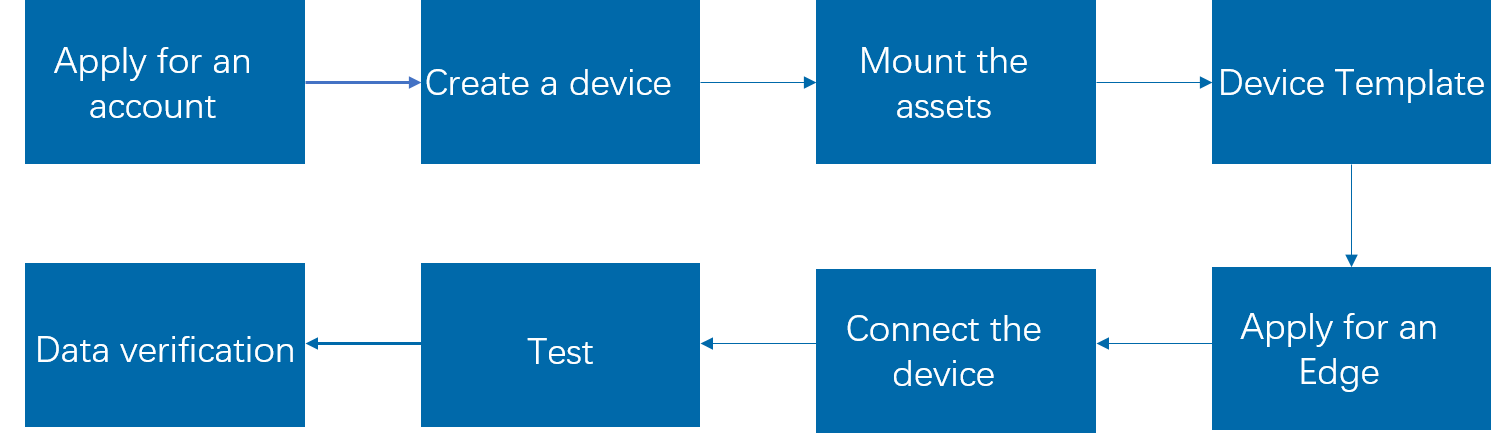 Apply for an
account
Create a device
Mount the
assets
Device Template
Apply for an
Edge
Connect the
device
Test
Data verification